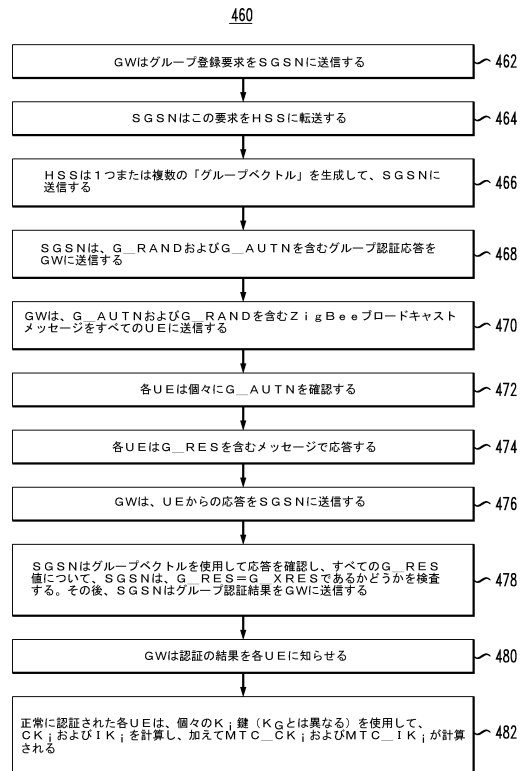 460
GWはグループ登録要求をSGSNに送信する
462
SGSNはこの要求をHSSに転送する
464
HSSは1つまたは複数の「グループベクトル」を生成して、SGSNに
送信する
466
SGSNは、G_RANDおよびG_AUTNを含むグループ認証応答を
GWに送信する
468
GWは、G_AUTNおよびG_RANDを含むZigBeeブロードキャスト
メッセージをすべてのUEに送信する
470
各UEは個々にG_AUTNを確認する
472
各UEはG_RESを含むメッセージで応答する
474
GWは、UEからの応答をSGSNに送信する
476
SGSNはグループベクトルを使用して応答を確認し、すべてのG_RES
値について、SGSNは、G_RES=G_XRESであるかどうかを検査
する。その後、SGSNはグループ認証結果をGWに送信する
478
GWは認証の結果を各UEに知らせる
480
正常に認証された各UEは、個々のKi鍵(KGとは異なる)を使用して、
CKiおよびIKiを計算し、加えてMTC_CKiおよびMTC_IKiが計算
される
482